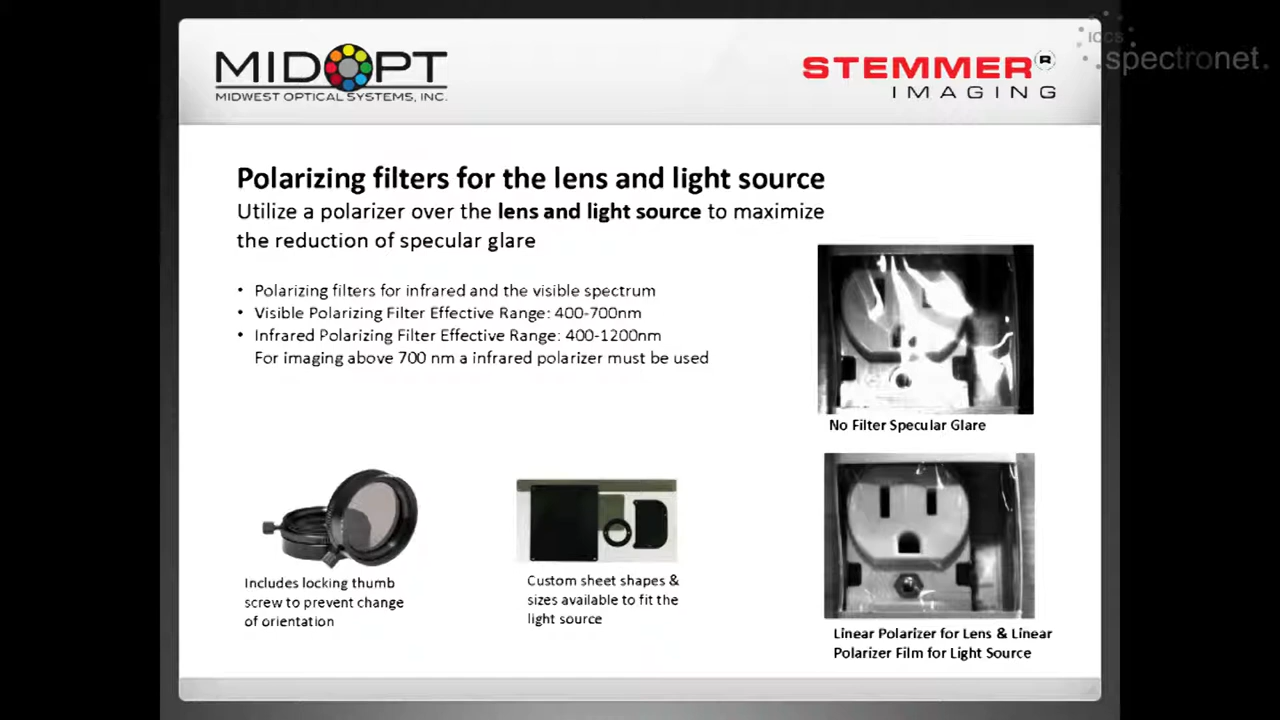 MIDOPT
MIDWEST OPTICAL SYSTEMS, INC.
STEMMER®
IMAGING
iccs
spectronet.
Polarizing filters for the lens and light source
Utilize a polarizer over the lens and light source to maximize
the reduction of specular glare
• Polarizing filters for infrared and the visible spectrum
• Visible Polarizing Filter Effective Range: 400-700nm
• Infrared Polarizing Filter Effective Range: 400-1200nm
For imaging above 700 nm a infrared polarizer must be used
No Filter Specular Glare
Includes locking thumb
screw to prevent change
of orientation
Custom sheet shapes &
sizes available to fit the
light source
Linear Polarizer for Lens & Linear
Polarizer Film for Light Source